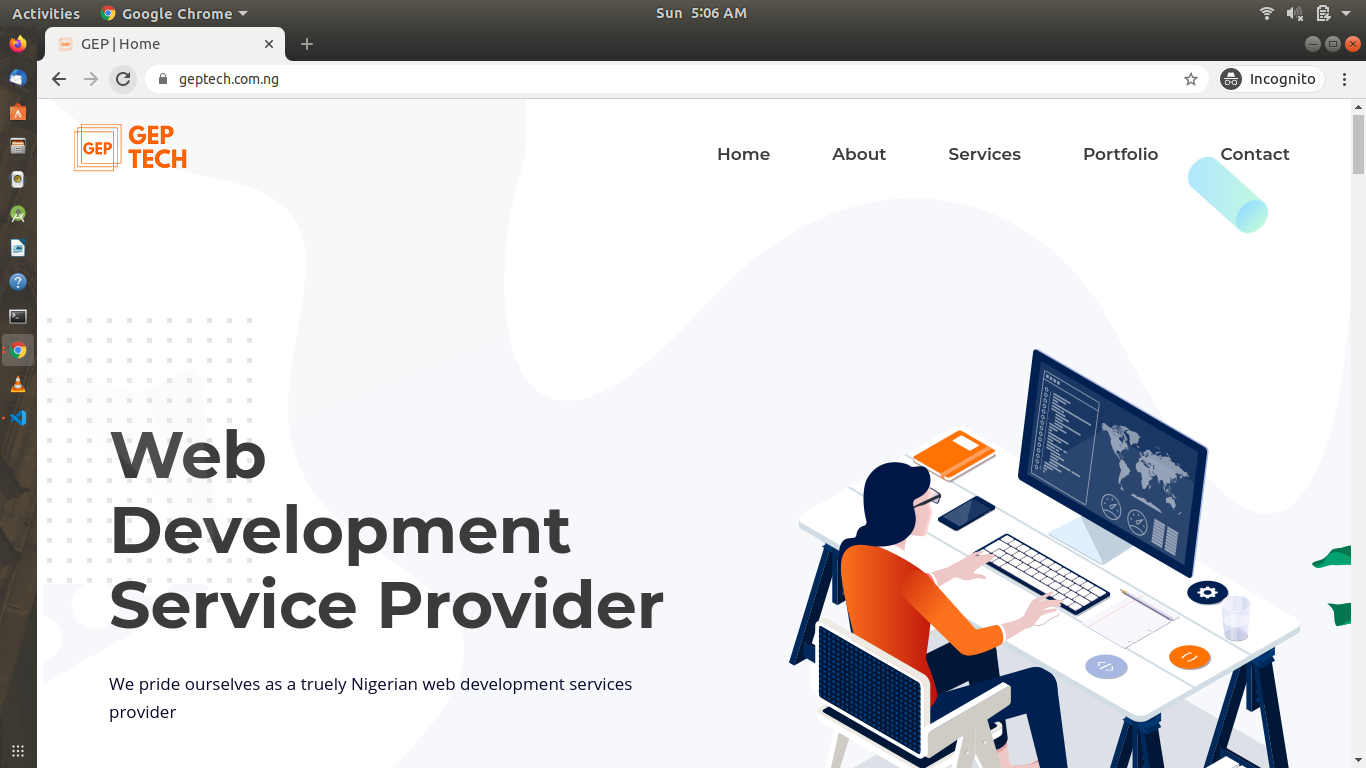 Activities
Google Chrome
Sun 5:06 AM
GEP | Home
geptech.com.ng
Incognito
GEP
GEP
TECH
Home
About
Services
Portfolio
Contact
Web
Development
Service Provider
We pride ourselves as a truely Nigerian web development services
provider